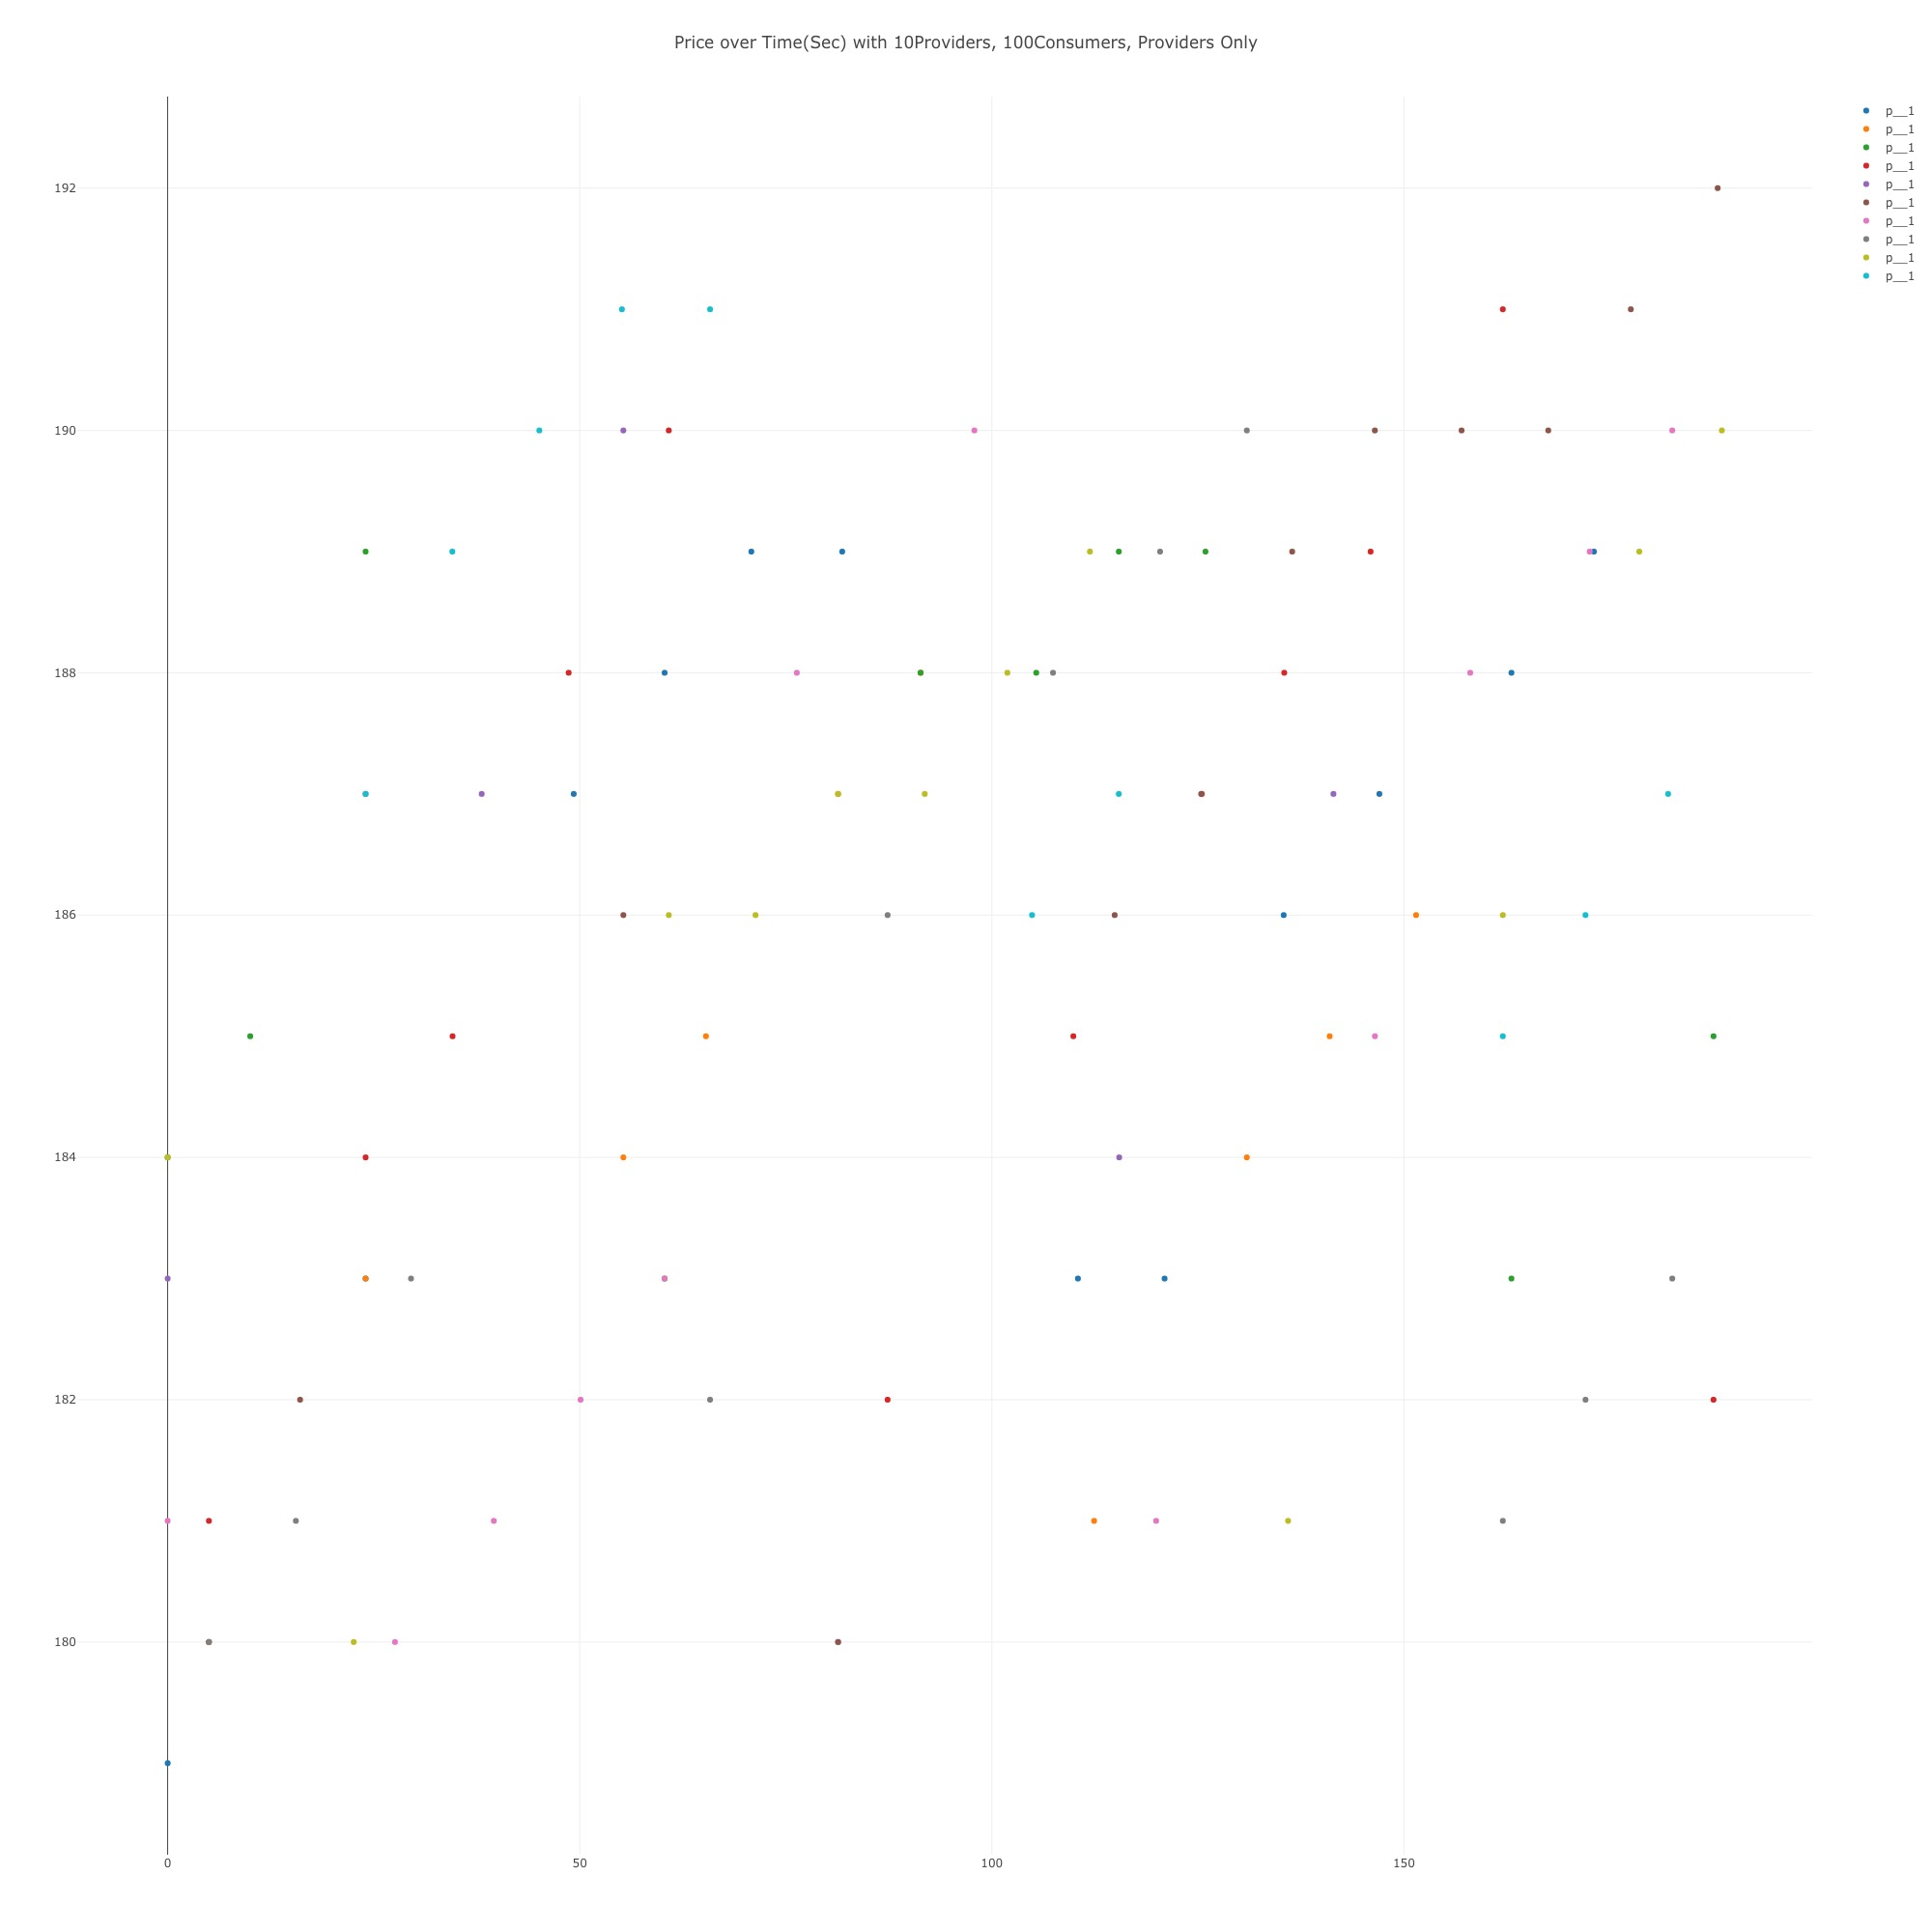 Price over Time(Sec) with 10Providers, 100Consumers, Providers Only
p__1
p__1
p__1
p__1
p__1
p__1
p__1
p__1
p__1
p__1
192
190
188
186
184
182
180
0 50 100 150